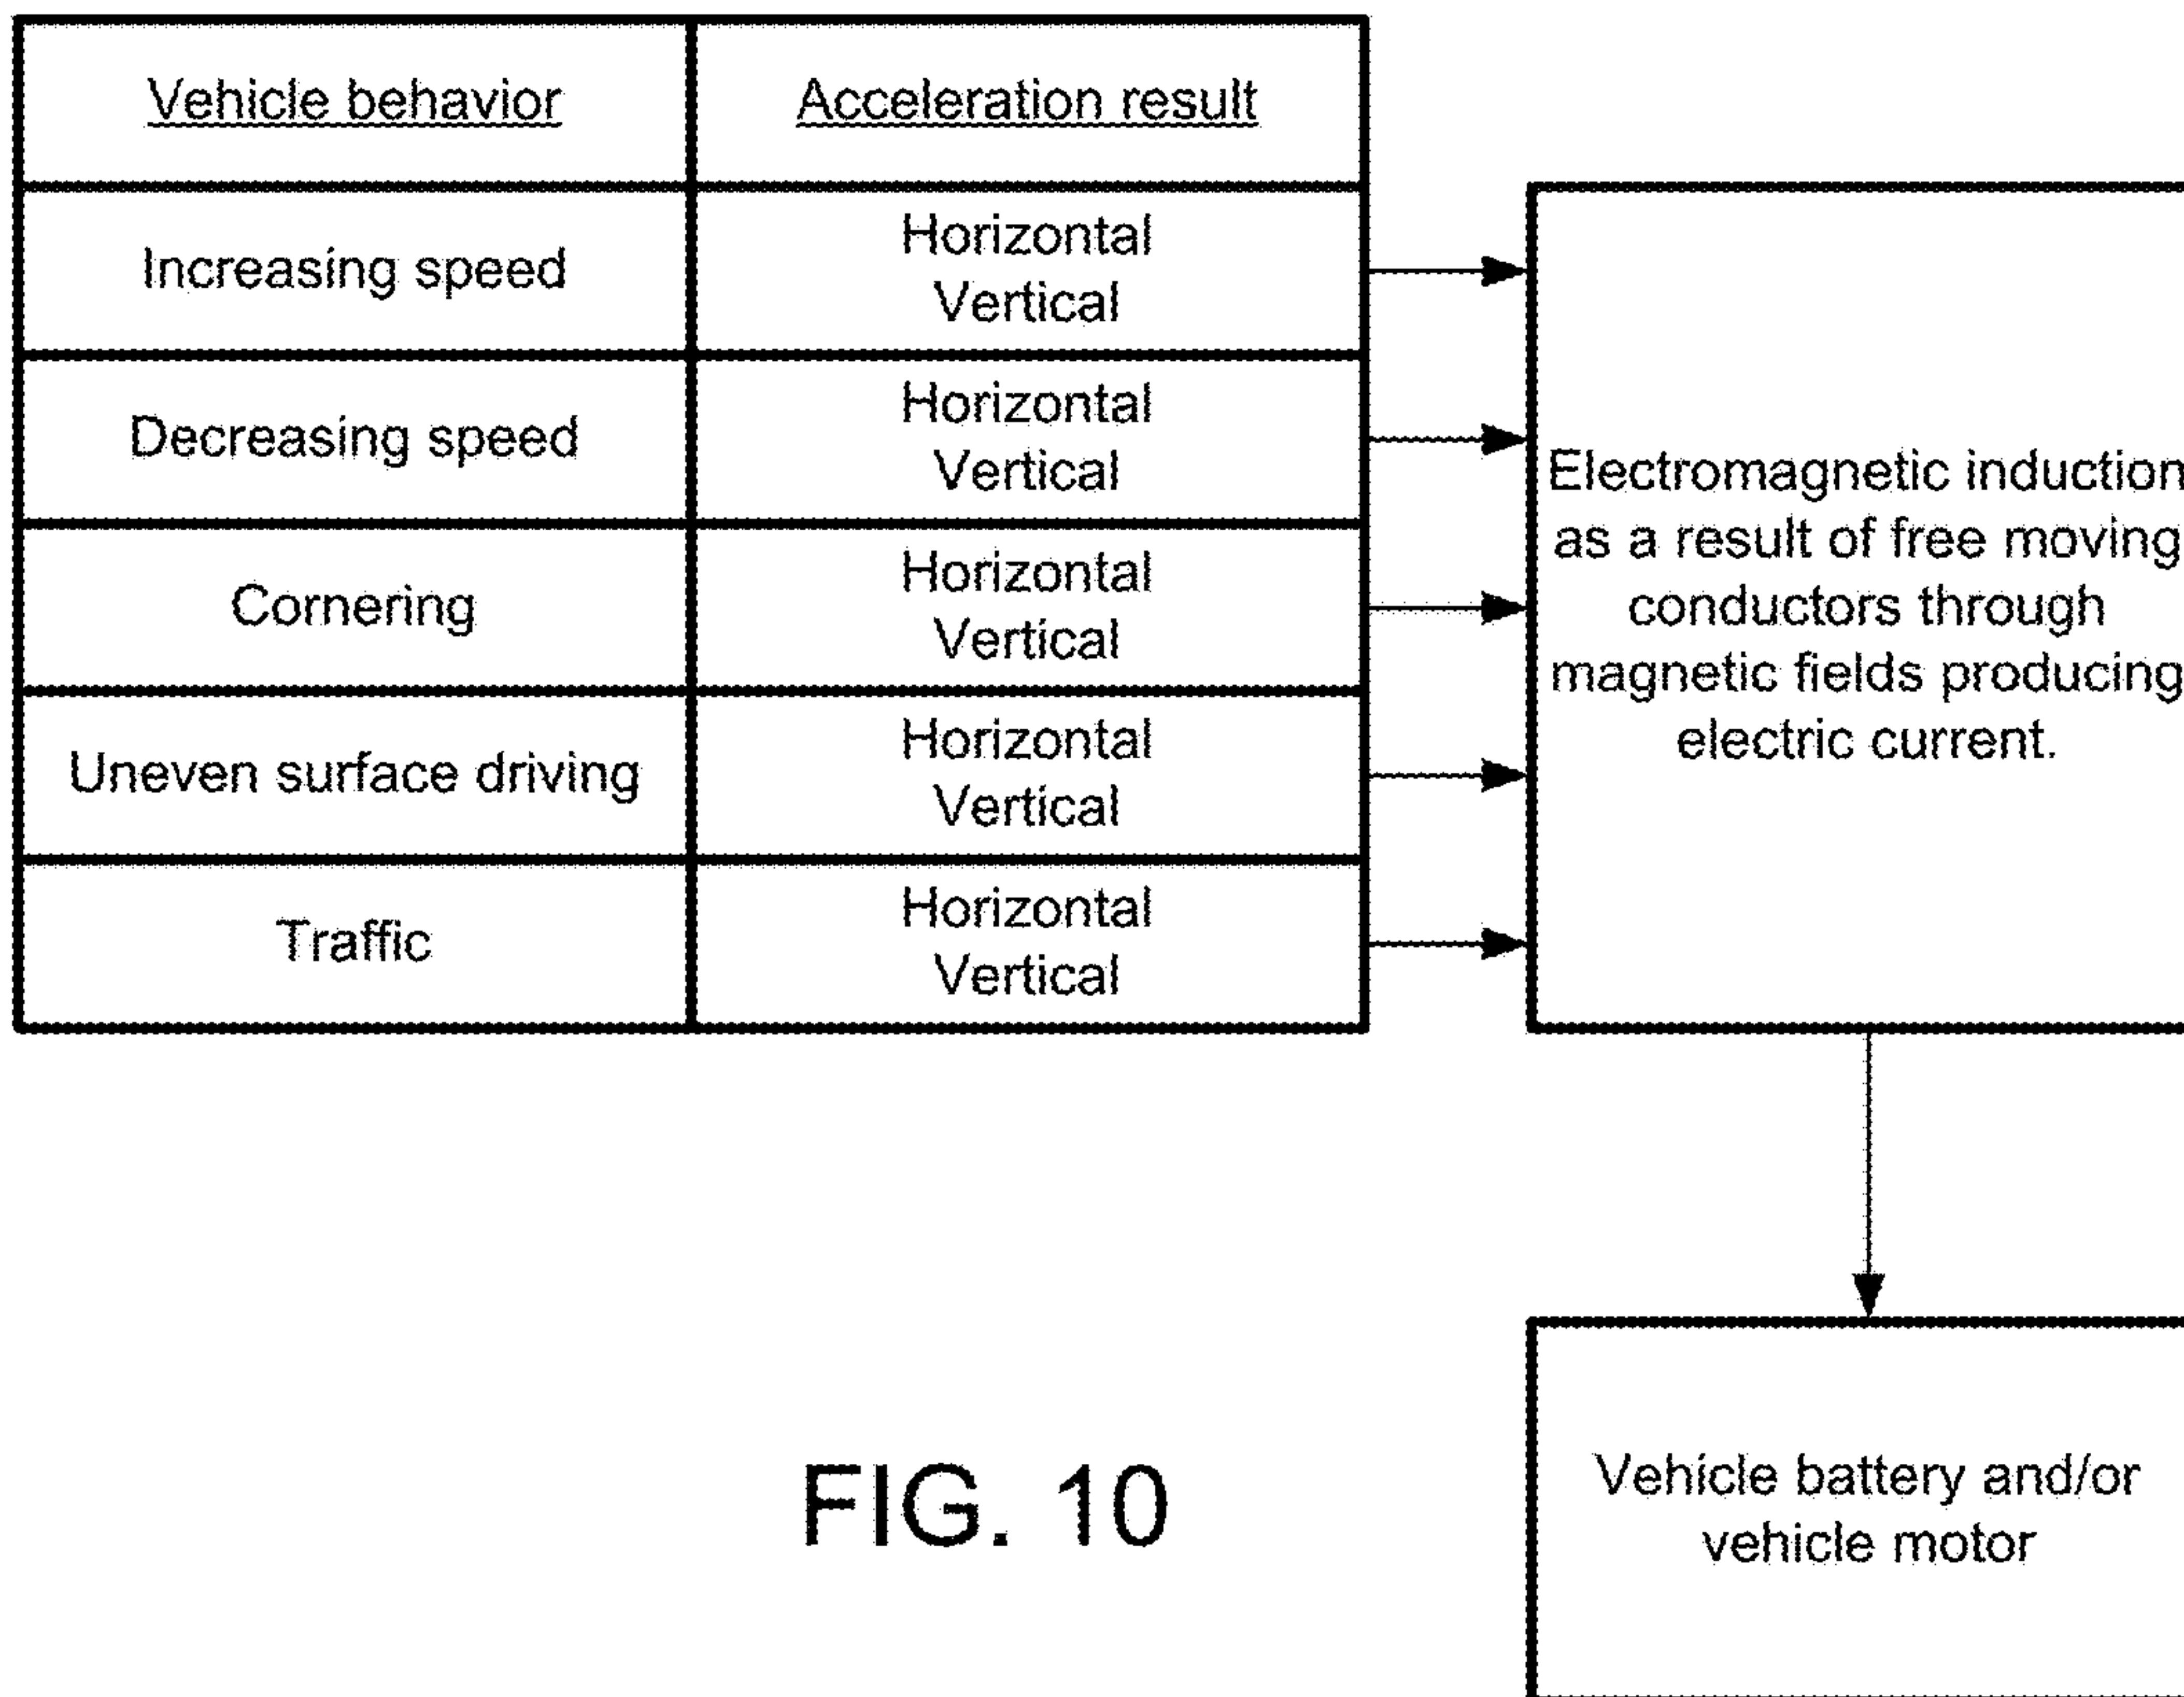 Vehicle behavior
Acceleration result
Increasing speed
Horizontal
Vertical
Decreasing speed
Horizontal
Vertical
Cornering
Horizontal
Vertical
Uneven surface driving
Horizontal
Vertical
Traffic
Horizontal
Vertical
Electromagnetic induction
as a result of free moving
conductors through
magnetic fields producing
electric current.
Vehicle battery and/or
vehicle motor
FIG. 10